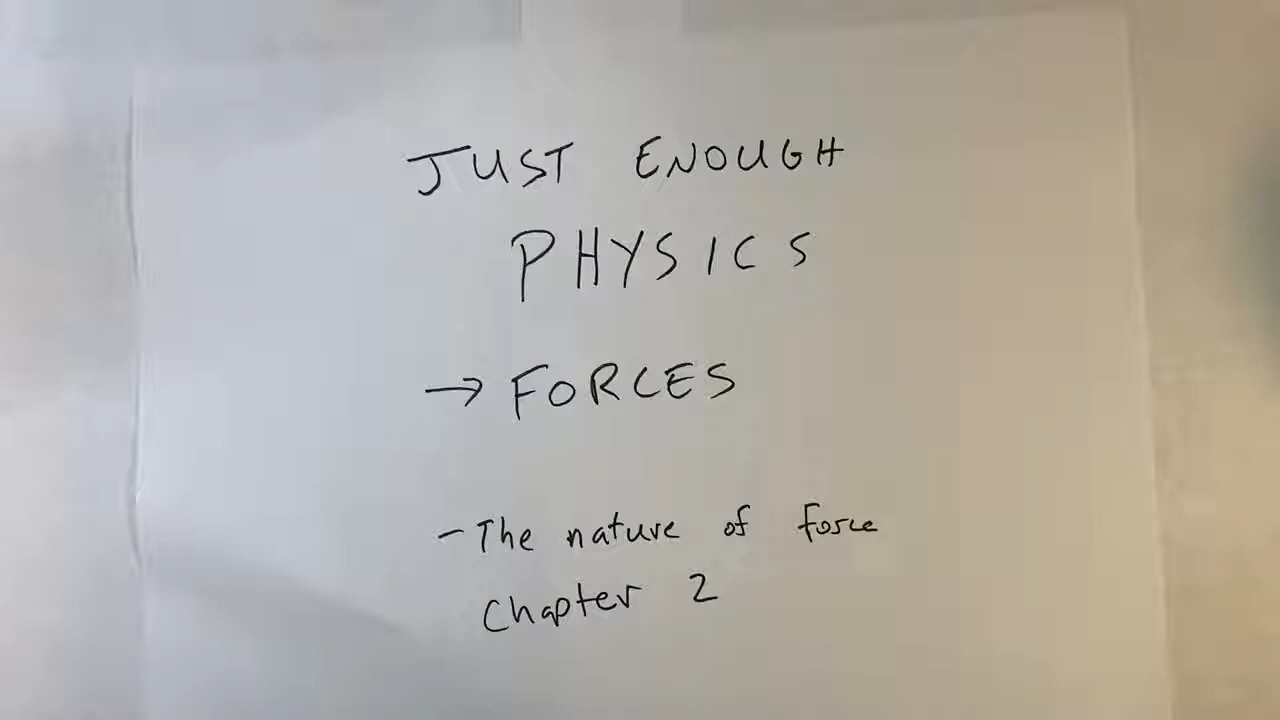 JUST ENOUGH
PHYSICS
→ FORCES
- The nature of force
Chapter 2